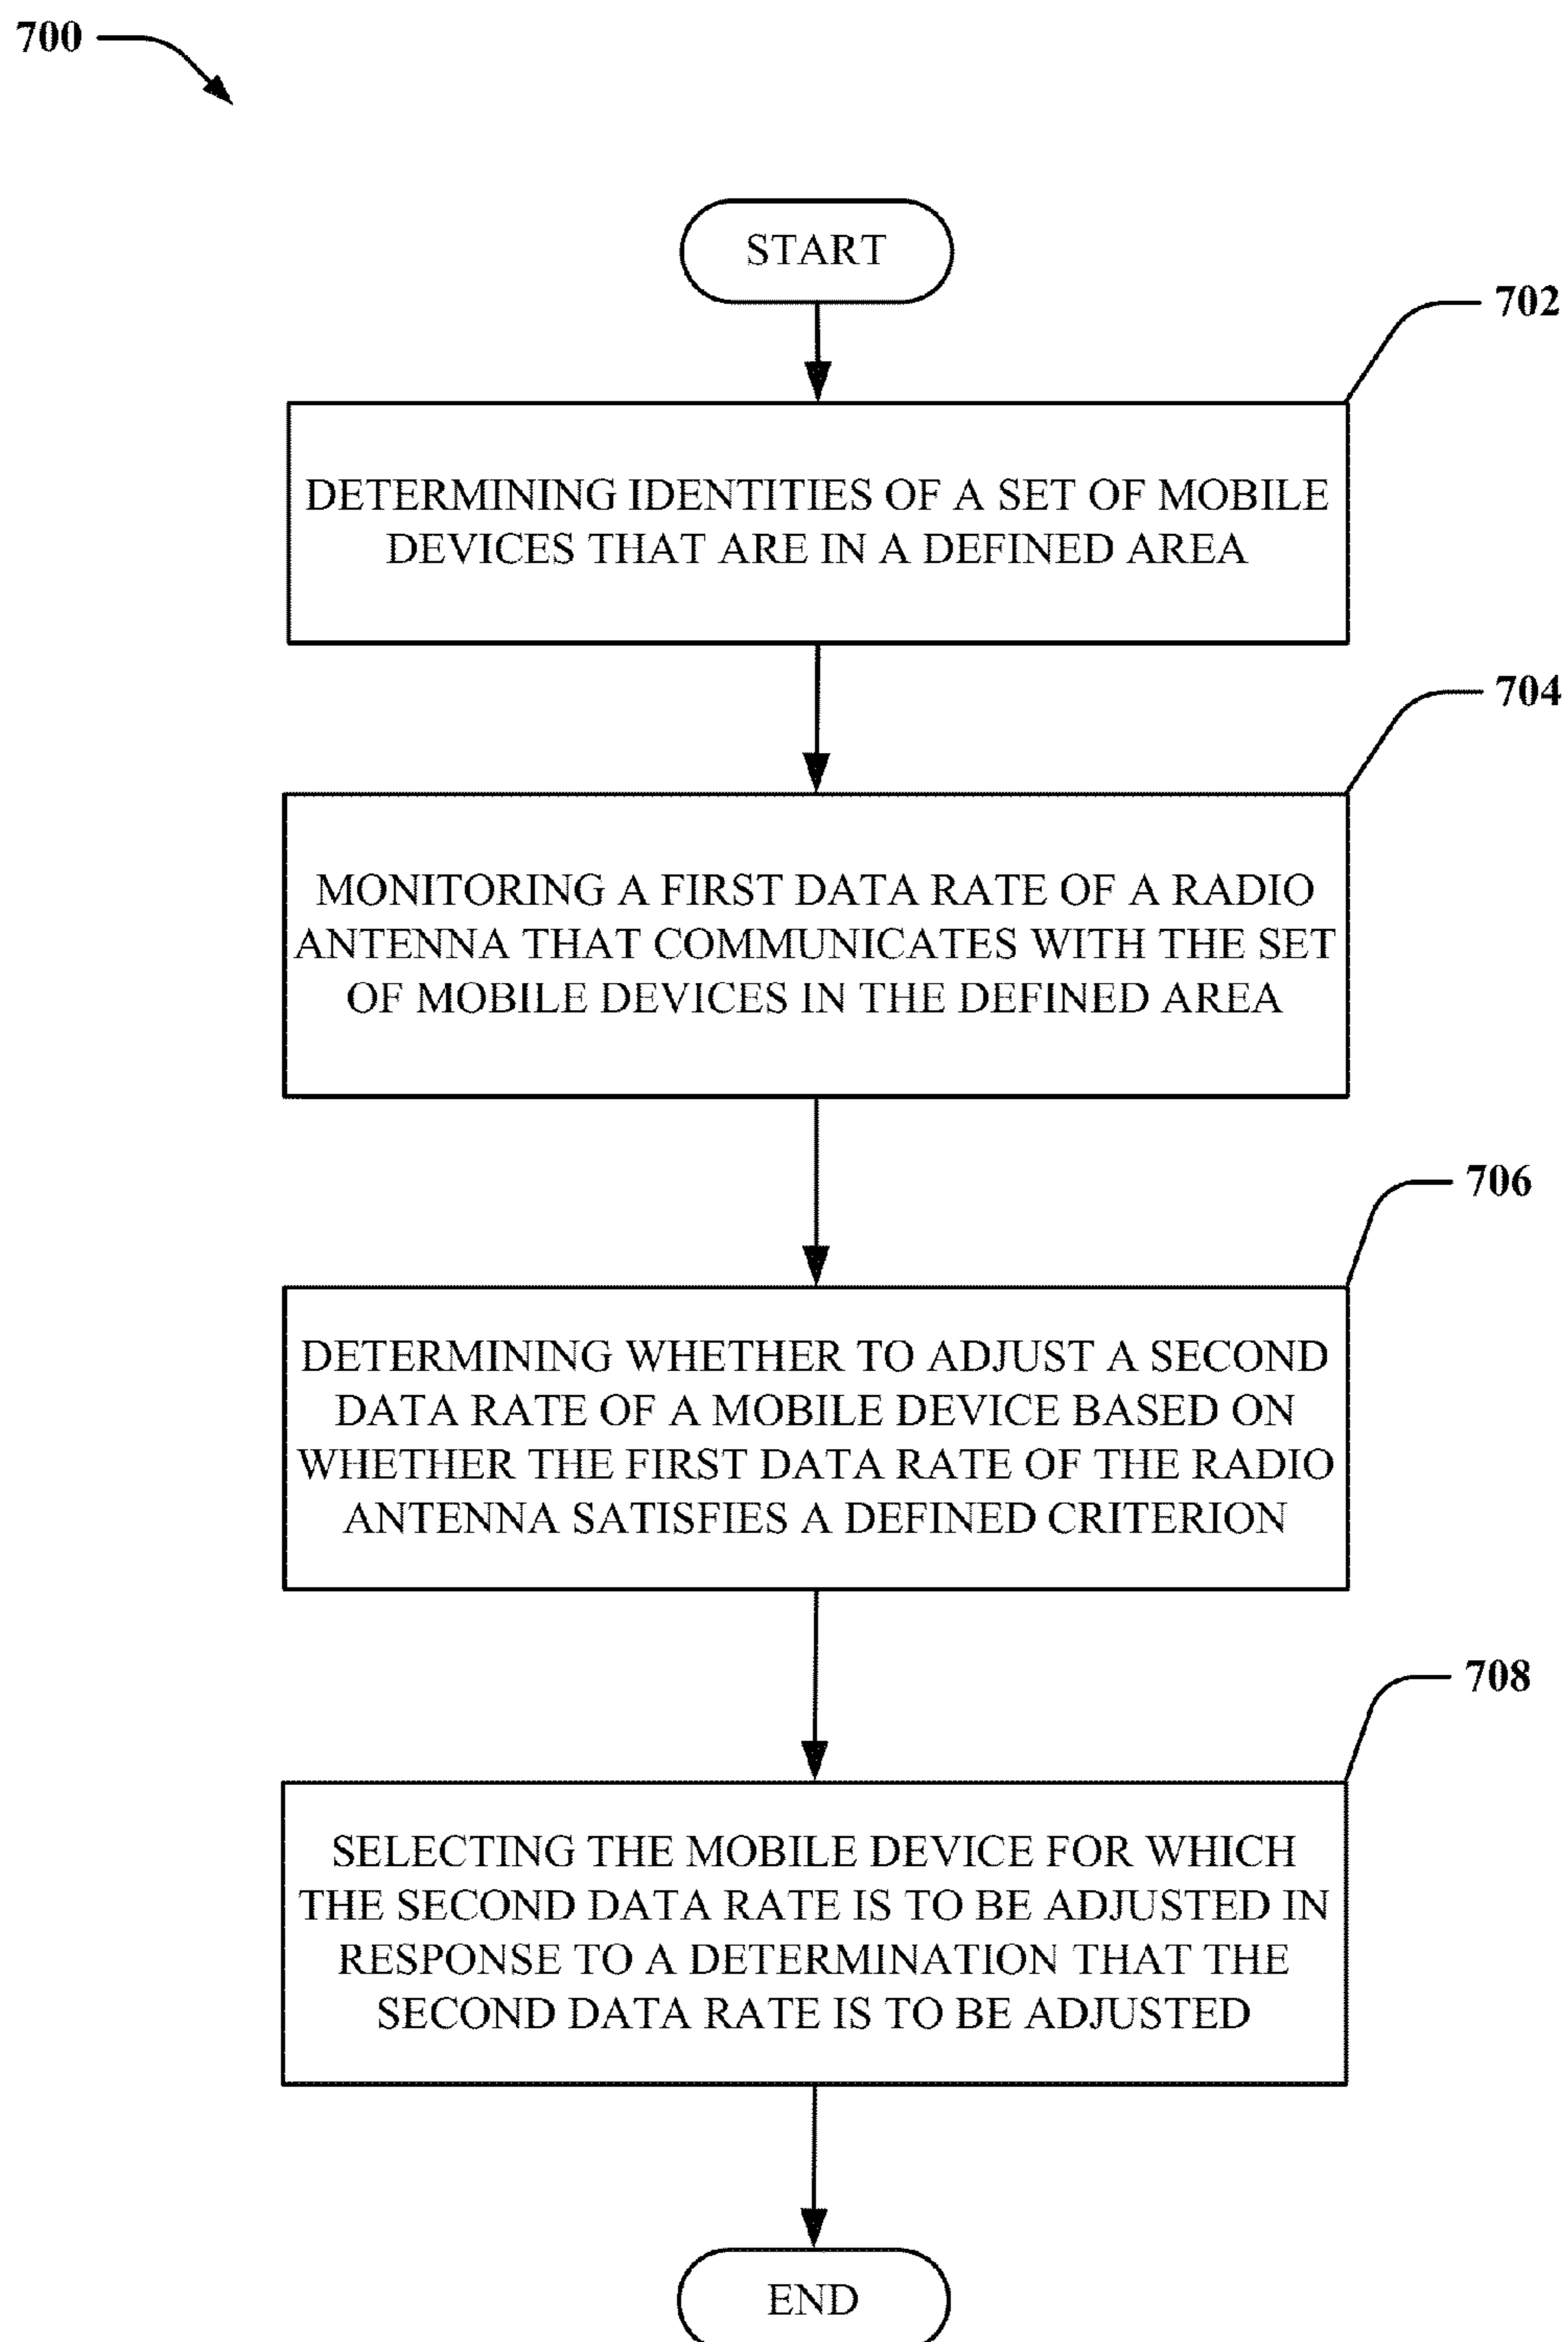 700
START
702
DETERMINING IDENTITIES OF A SET OF MOBILE
DEVICES THAT ARE IN A DEFINED AREA
704
MONITORING A FIRST DATA RATE OF A RADIO
ANTENNA THAT COMMUNICATES WITH THE SET
OF MOBILE DEVICES IN THE DEFINED AREA
706
DETERMINING WHETHER TO ADJUST A SECOND
DATA RATE OF A MOBILE DEVICE BASED ON
WHETHER THE FIRST DATA RATE OF THE RADIO
ANTENNA SATISFIES A DEFINED CRITERION
708
SELECTING THE MOBILE DEVICE FOR WHICH
THE SECOND DATA RATE IS TO BE ADJUSTED IN
RESPONSE TO A DETERMINATION THAT THE
SECOND DATA RATE IS TO BE ADJUSTED
END